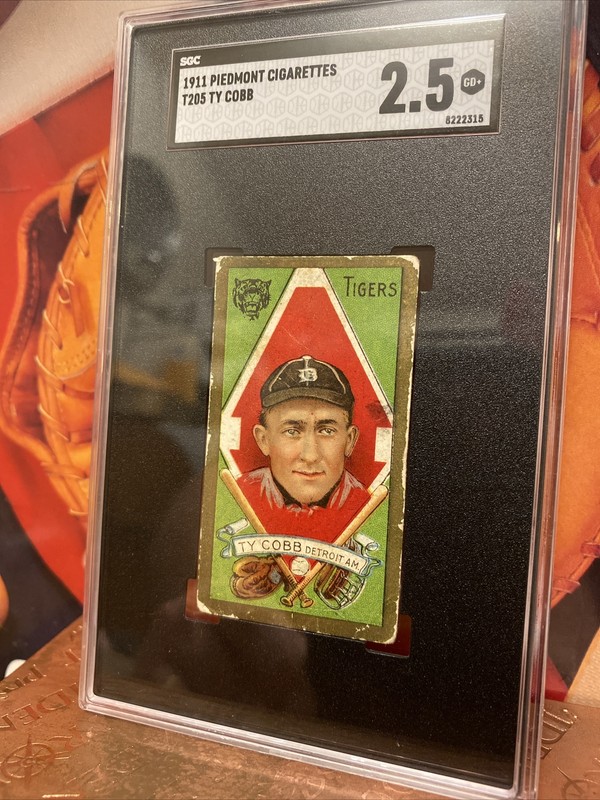 SGC
1911 PIEDMONT CIGARETTES
T205 TY COBB
2.5
GD+
8222315
TIGERS
D
TY COBB DETROIT AM.